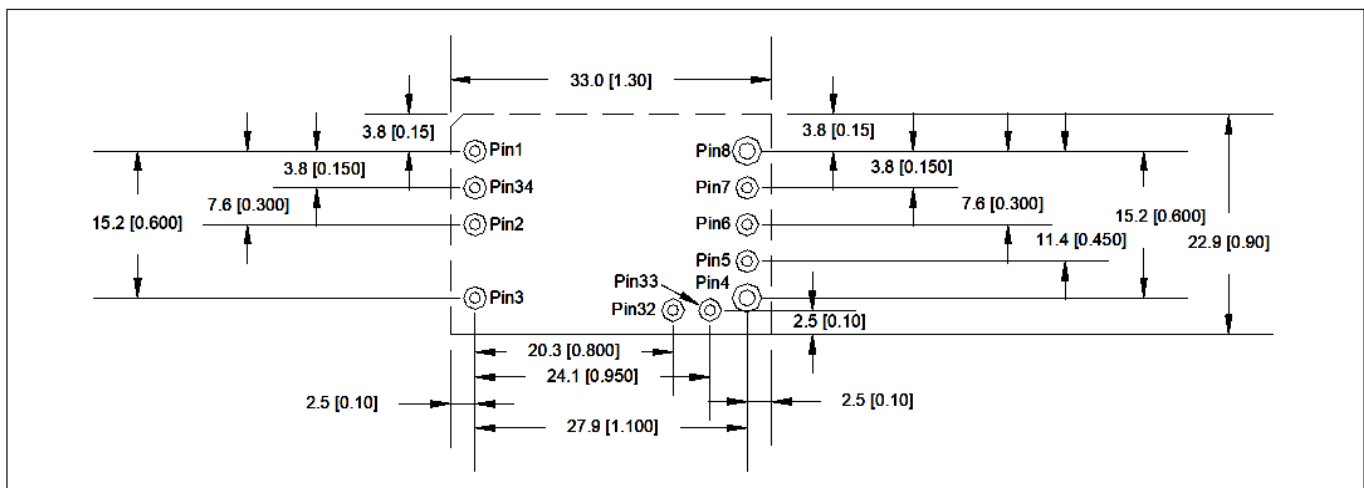 33.0 [1.30]
3.8 [0.15]
3.8 [0.15]
Pin1
Pin8
3.8 [0.150]
3.8 [0.150]
Pin34
Pin7
7.6 [0.300]
7.6 [0.300]
15.2 [0.600]
Pin2
Pin6
15.2 [0.600]
11.4 [0.450]
22.9 [0.90]
Pin5
Pin33
Pin4
Pin3
Pin32
2.5 [0.10]
20.3 [0.800]
24.1 [0.950]
2.5 [0.10]
2.5 [0.10]
27.9 [1.100]